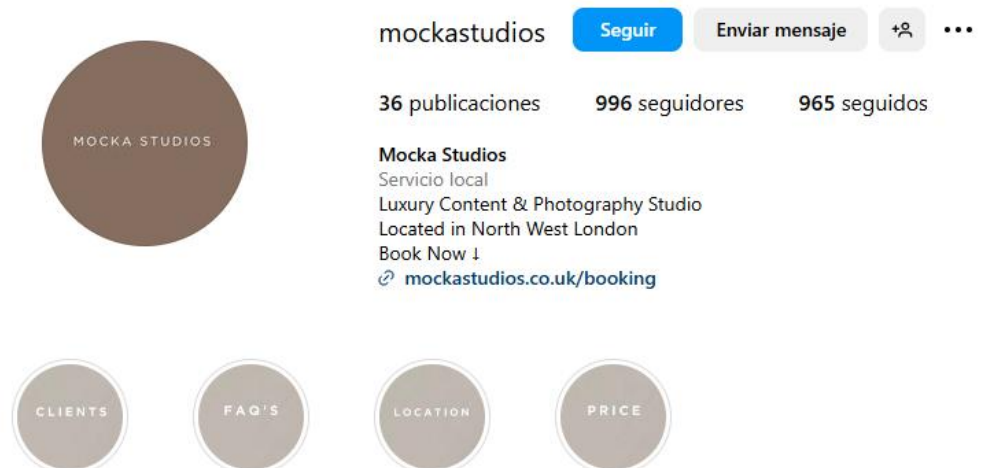 mockastudios Seguir Enviar mensaje
MOCKA STUDIOS
36 publicaciones 996 seguidores 965 seguidos
Mocka Studios
Servicio local
Luxury Content & Photography Studio
Located in North West London
Book Now ↓
mockastudios.co.uk/booking
CLIENTS FAQ'S LOCATION PRICE